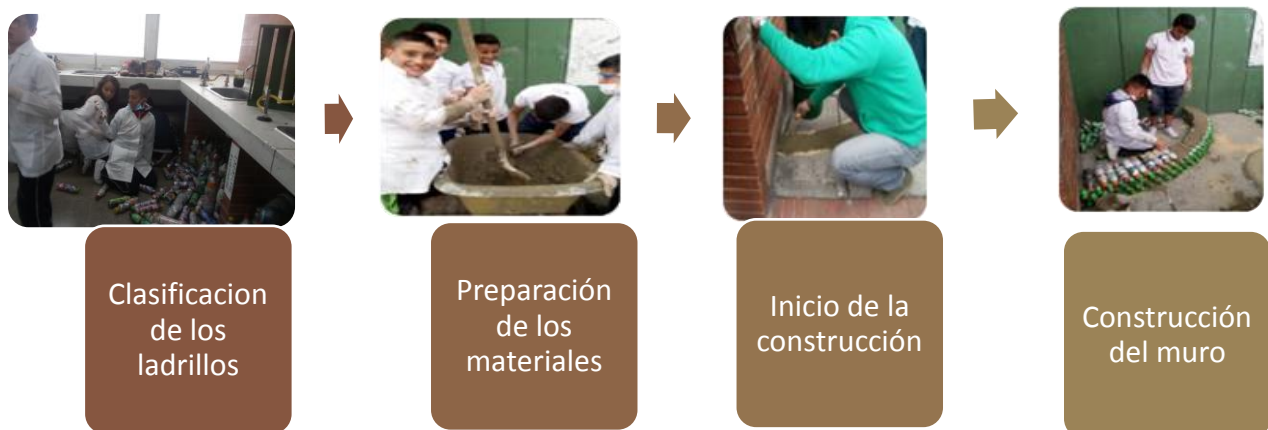 Clasificacion
de los
ladrillos
Preparación
de los
materiales
Inicio de la
construcción
Construcción
del muro